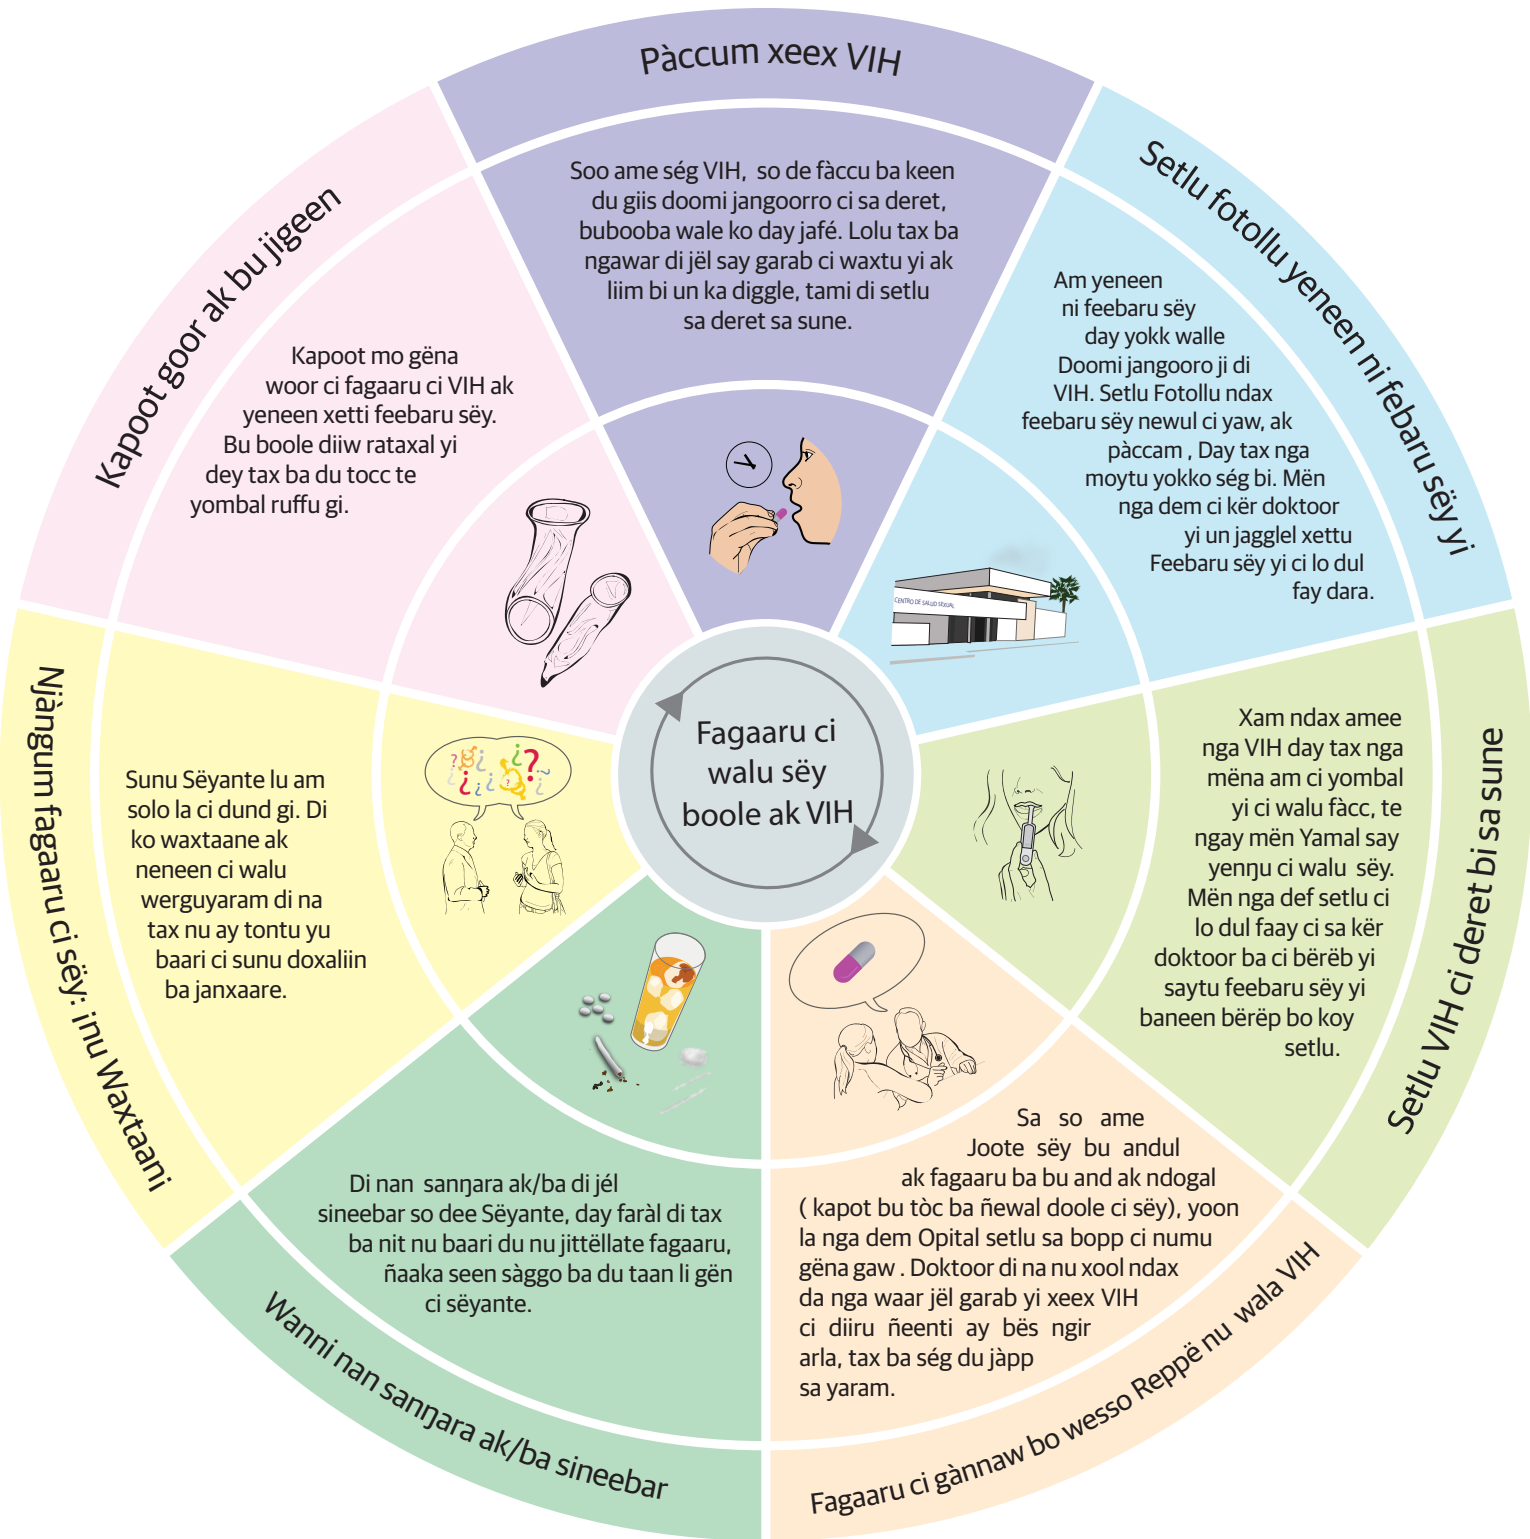 Pàccum xeex VIH
Soo ame ség VIH, so de fàccu ba keen
du giis doomi jangoorro ci sa deret,
bubooba wale ko day jafé. Lolu tax ba
ngawar di jël say garab ci waxtu yi ak
liim bi un ka diggle, tami di setlu
sa deret sa sune.
Setlu fotollu yeneen ni febaru sëy yi
Am yeneen
ni feebaru sëy
day yokk walle
Doomi jangooro ji di
VIH. Setlu Fotollu ndax
feebaru sëy newul ci yaw, ak
pàccam , Day tax nga
moytu yokko ség bi. Mën
nga dem ci kër doktoor
yi un jagglel xettu
Feebaru sëy yi ci lo dul
fay dara.
CENTRO DE SALUD SEXUAL
Setlu VIH ci deret bi sa sune
Xam ndax amee
nga VIH day tax nga
mëna am ci yombal
yi ci walu fàcc, te
ngay mën Yamal say
yenŋu ci walu sëy.
Mën nga def setlu ci
lo dul faay ci sa kër
doktoor ba ci bërëb yi
saytu feebaru sëy yi
baneen bërëp bo koy
setlu.
Fagaaru ci gànnaw bo wesso Reppë nu wala VIH
Sa so ame
Joote sëy bu andul
ak fagaaru ba bu and ak ndogal
( kapot bu tòc ba ñewal doole ci sëy), yoon
la nga dem Opital setlu sa bopp ci numu
gëna gaw . Doktoor di na nu xool ndax
da nga waar jël garab yi xeex VIH
ci diiru ñeenti ay bës ngir
arla, tax ba ség du jàpp
sa yaram.
Wanni nan sanŋara ak/ba sineebar
Di nan sanŋara ak/ba di jél
sineebar so dee Sëyante, day faràl di tax
ba nit nu baari du nu jittëllate fagaaru,
ñaaka seen sàggo ba du taan li gën
ci sëyante.
Njàngum fagaaru ci sëy: inu Waxtaani
Sunu Sëyante lu am
solo la ci dund gi. Di
ko waxtaane ak
neneen ci walu
werguyaram di na
tax nu ay tontu yu
baari ci sunu doxaliin
ba janxaare.
Kapoot goor ak bu jigeen
Kapoot mo gëna
woor ci fagaaru ci VIH ak
yeneen xetti feebaru sëy.
Bu boole diiw rataxal yi
dey tax ba du tocc te
yombal ruffu gi.
Fagaaru ci
walu sëy
boole ak VIH